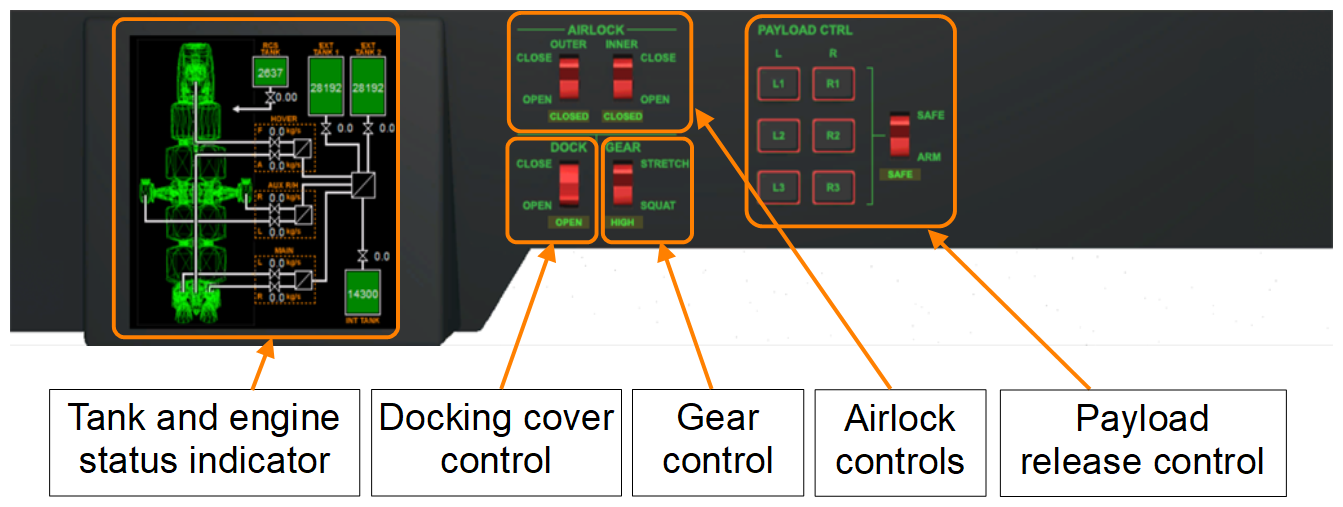 RCS
TANK
2637
0.00
EXT
TANK 1
28192
0.0
EXT
TANK 2
28192
0.0
HOVER
F 0.0 kg/s
A 0.0 kg/s
AUX R/H
R 0.0 kg/s
L 0.0 kg/s
MAIN
L 0.0 kg/s
R 0.0 kg/s
0.0
14300
INT TANK
AIRLOCK
OUTER INNER
CLOSE CLOSE
OPEN OPEN
CLOSED CLOSED
DOCK
CLOSE
OPEN
OPEN
GEAR
STRETCH
SQUAT
HIGH
PAYLOAD CTRL
L R
L1 R1
L2 R2
L3 R3
SAFE
ARM
SAFE
Tank and engine
status indicator
Docking cover
control
Gear
control
Airlock
controls
Payload
release control